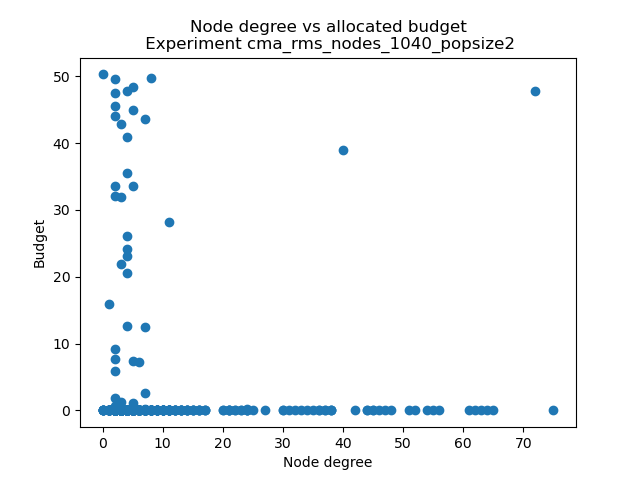 Node degree vs allocated budget
Experiment cma_rms_nodes_1040_popsize2
50
40
30
20
10
0
Budget
0 10 20 30 40 50 60 70
Node degree